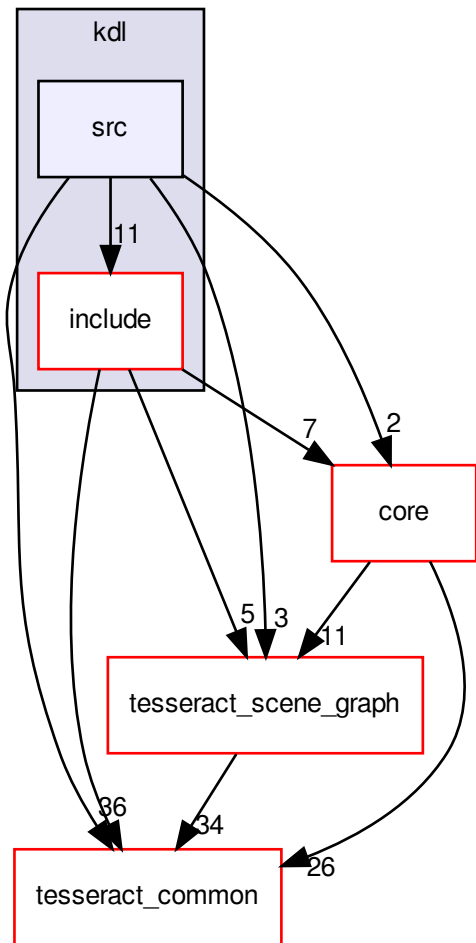 kdl
src
11
include
7
2
core
5
3
11
tesseract_scene_graph
36
34
26
tesseract_common